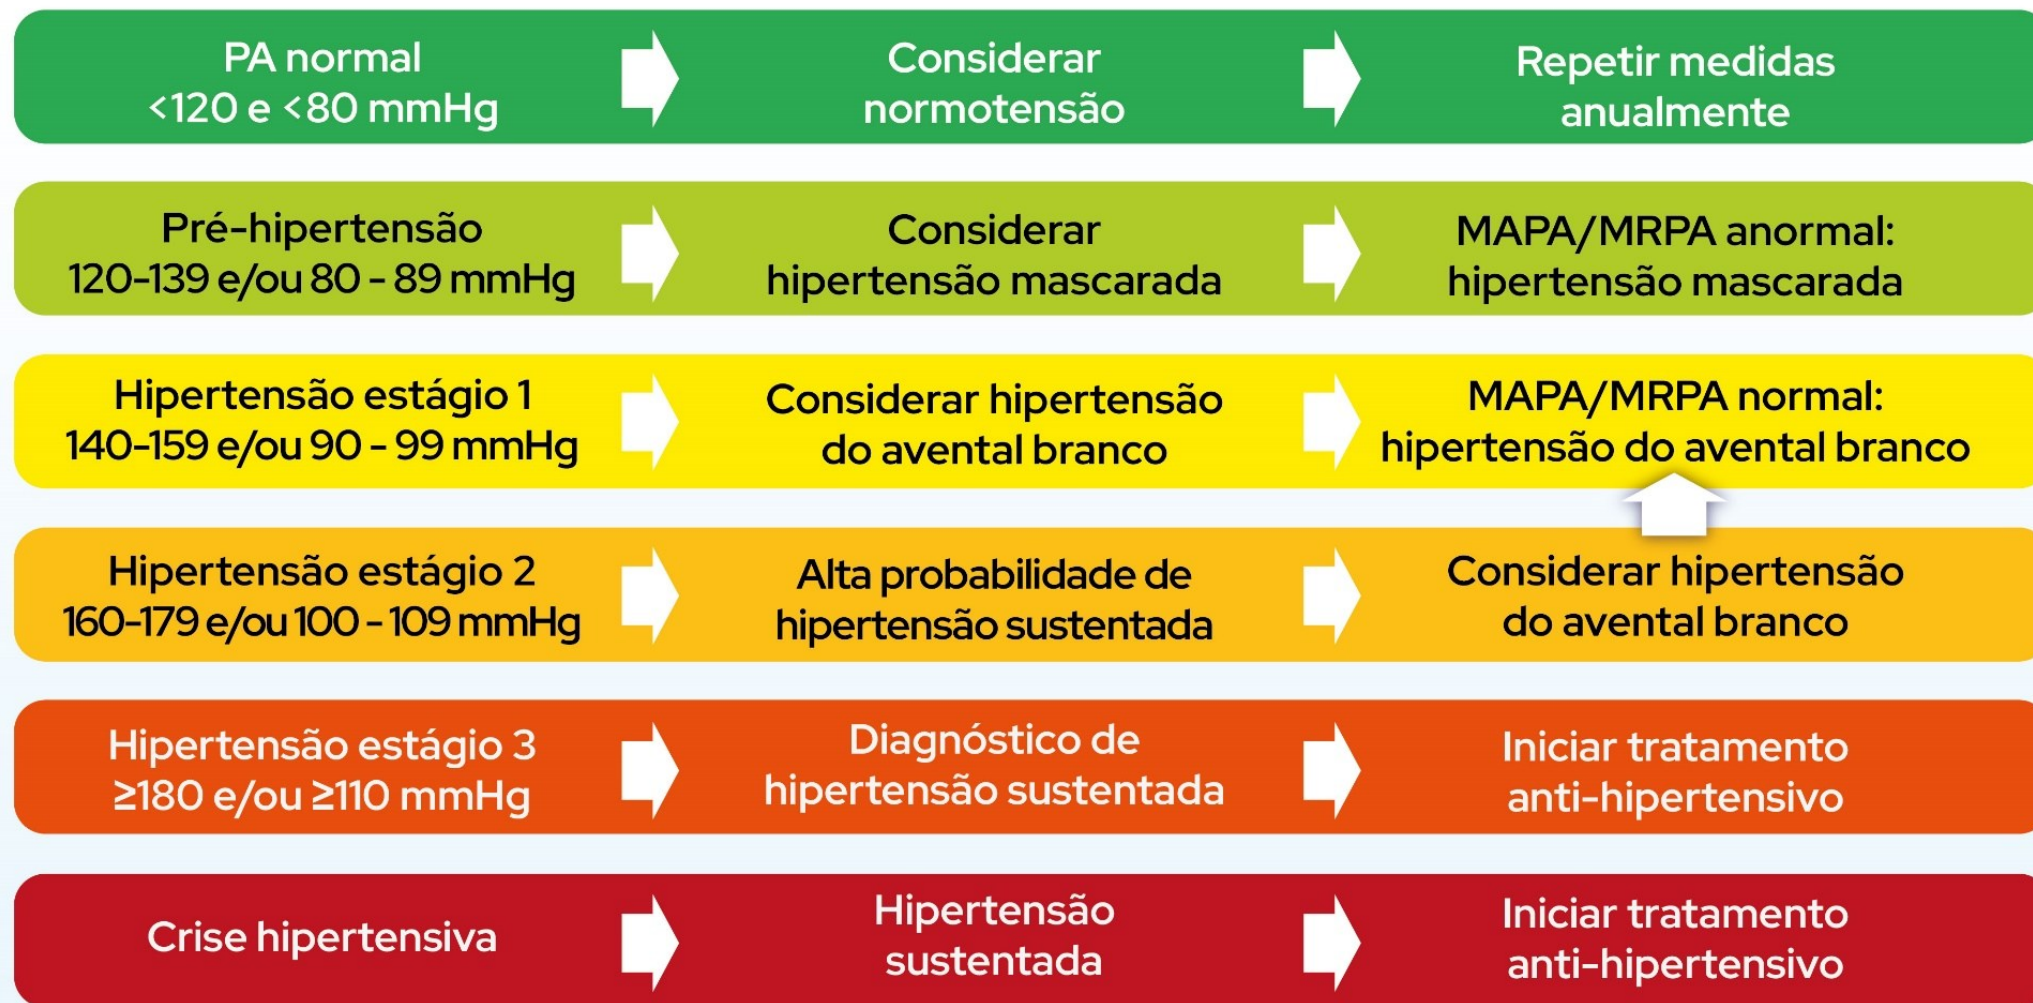 PA normal
<120 e <80 mmHg
Considerar
normotensão
Repetir medidas
anualmente
Pré-hipertensão
120-139 e/ou 80 - 89 mmHg
Considerar
hipertensão mascarada
MAPA/MRPA anormal:
hipertensão mascarada
Hipertensão estágio 1
140-159 e/ou 90 - 99 mmHg
Considerar hipertensão
do avental branco
MAPA/MRPA normal:
hipertensão do avental branco
Hipertensão estágio 2
160-179 e/ou 100 - 109 mmHg
Alta probabilidade de
hipertensão sustentada
Considerar hipertensão
do avental branco
Hipertensão estágio 3
≥180 e/ou ≥110 mmHg
Diagnóstico de
hipertensão sustentada
Iniciar tratamento
anti-hipertensivo
Crise hipertensiva
Hipertensão
sustentada
Iniciar tratamento
anti-hipertensivo